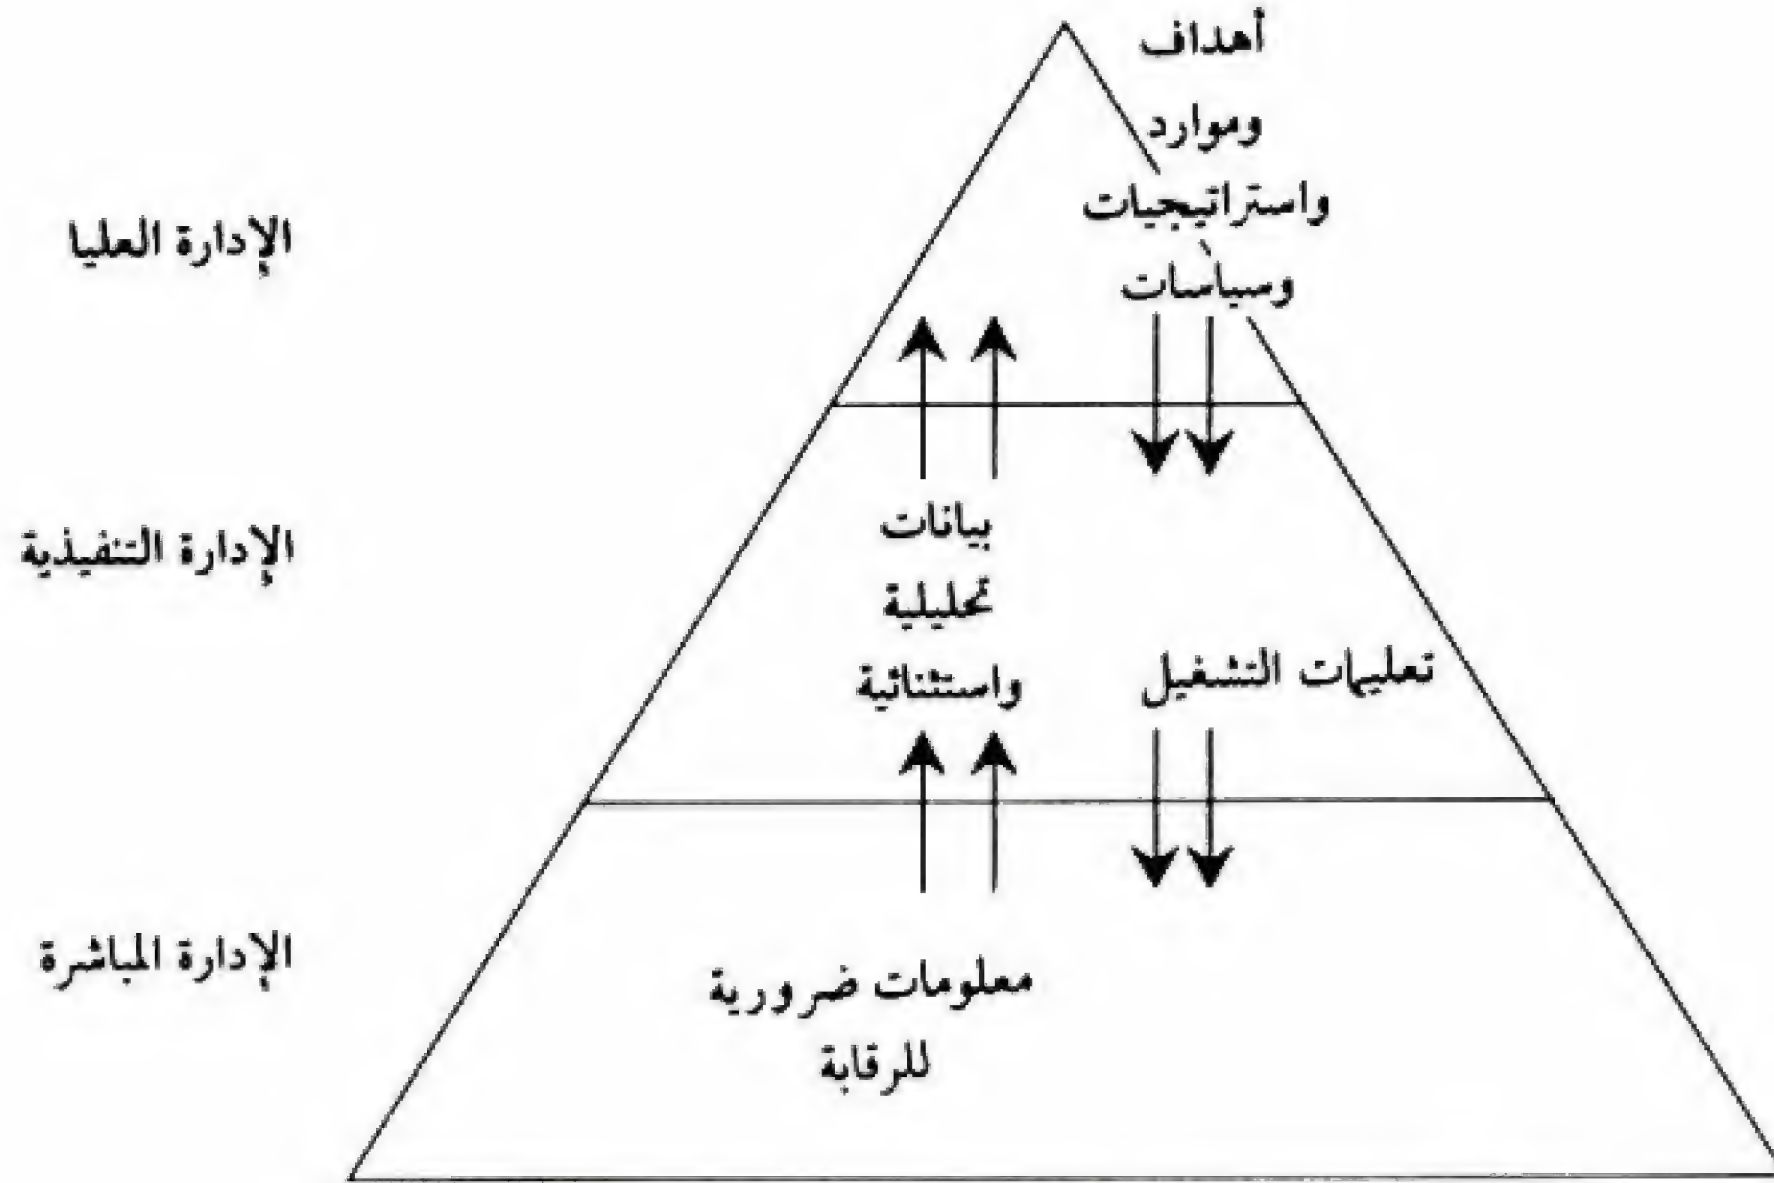 أهداف
وموارد
واستراتيجيات
وسياسات
الإدارة العليا
بيانات
تحليلية
واستثنائية
تعليمات التشغيل
الإدارة التنفيذية
معلومات ضرورية
للرقابة
الإدارة المباشرة